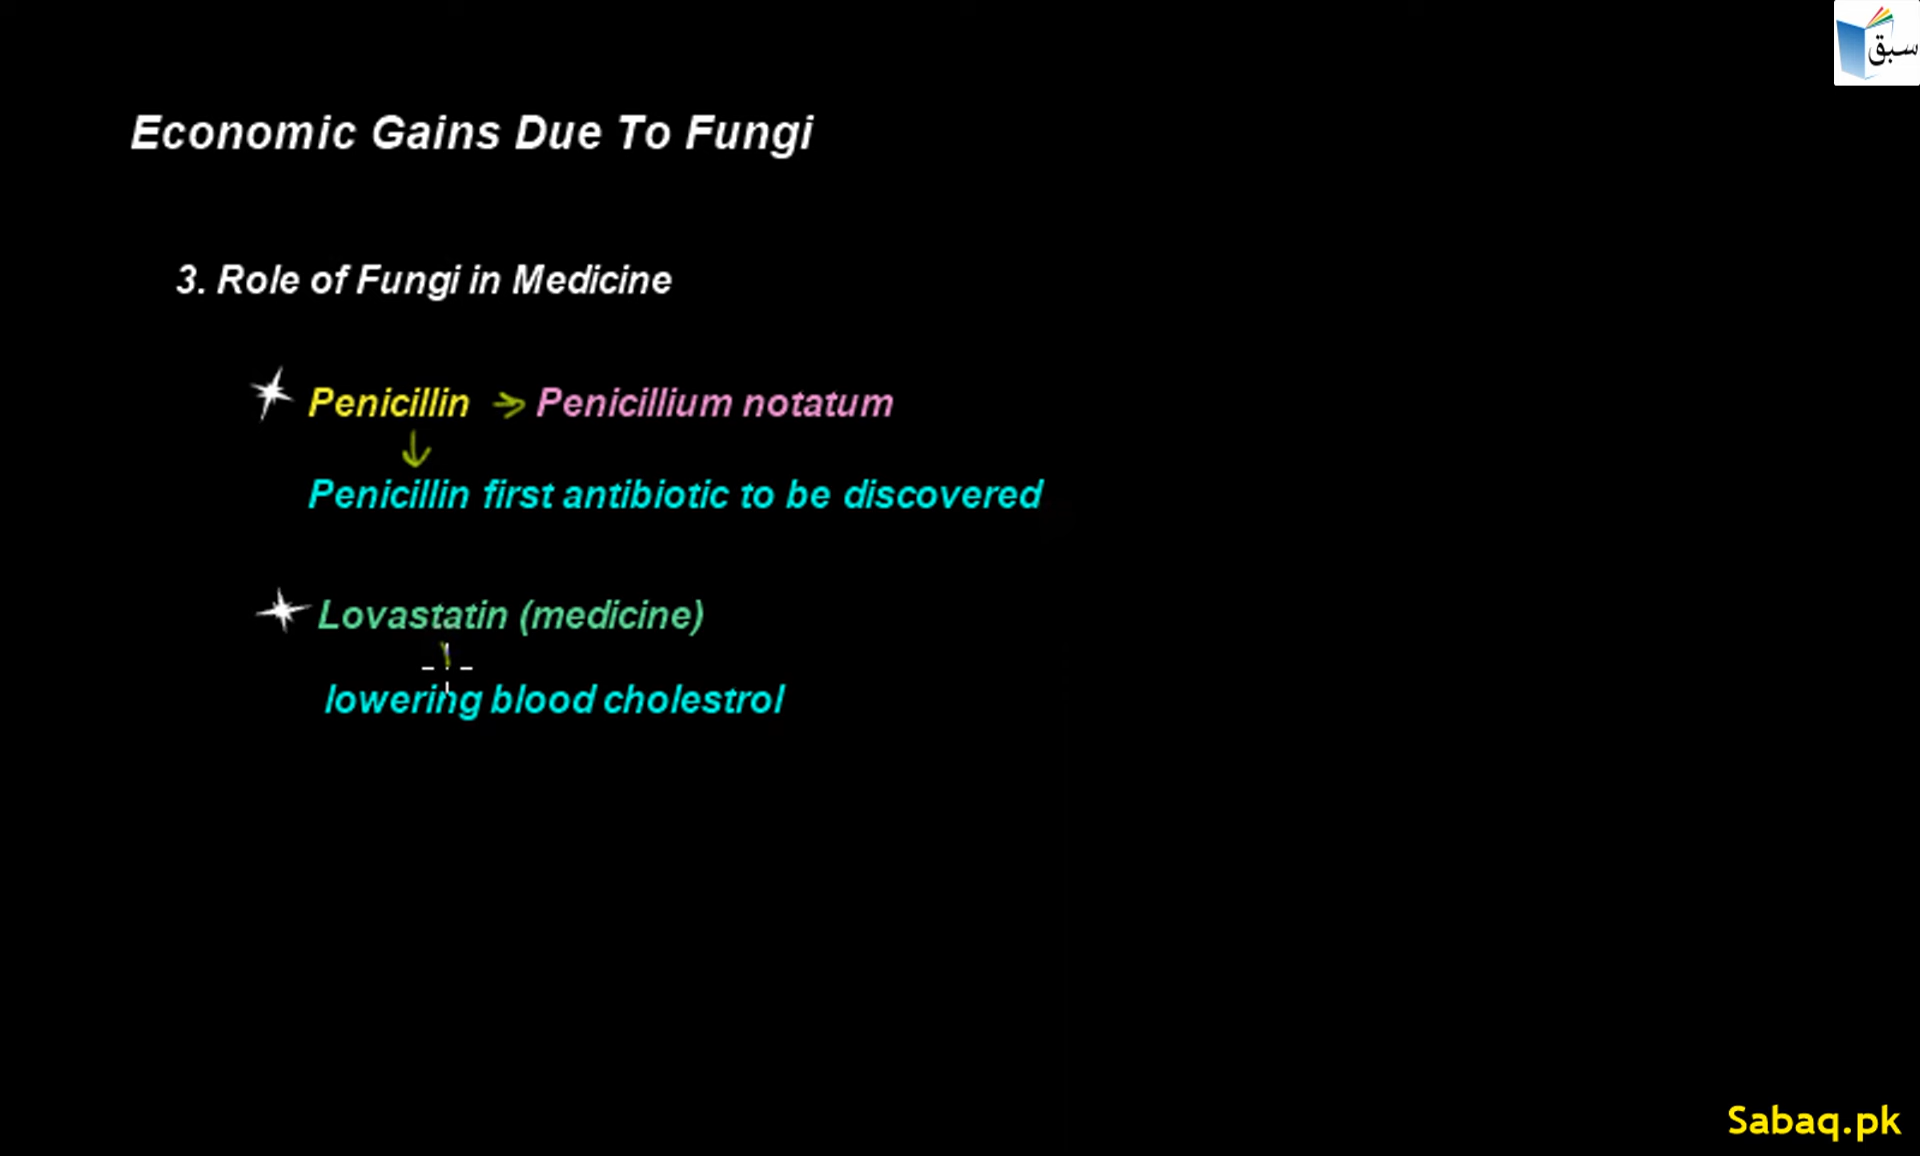 سبق
Economic Gains Due To Fungi
3. Role of Fungi in Medicine
Penicillin → Penicillium notatum
Penicillin first antibiotic to be discovered
Lovastatin (medicine)
lowering blood cholestrol
Sabaq.pk